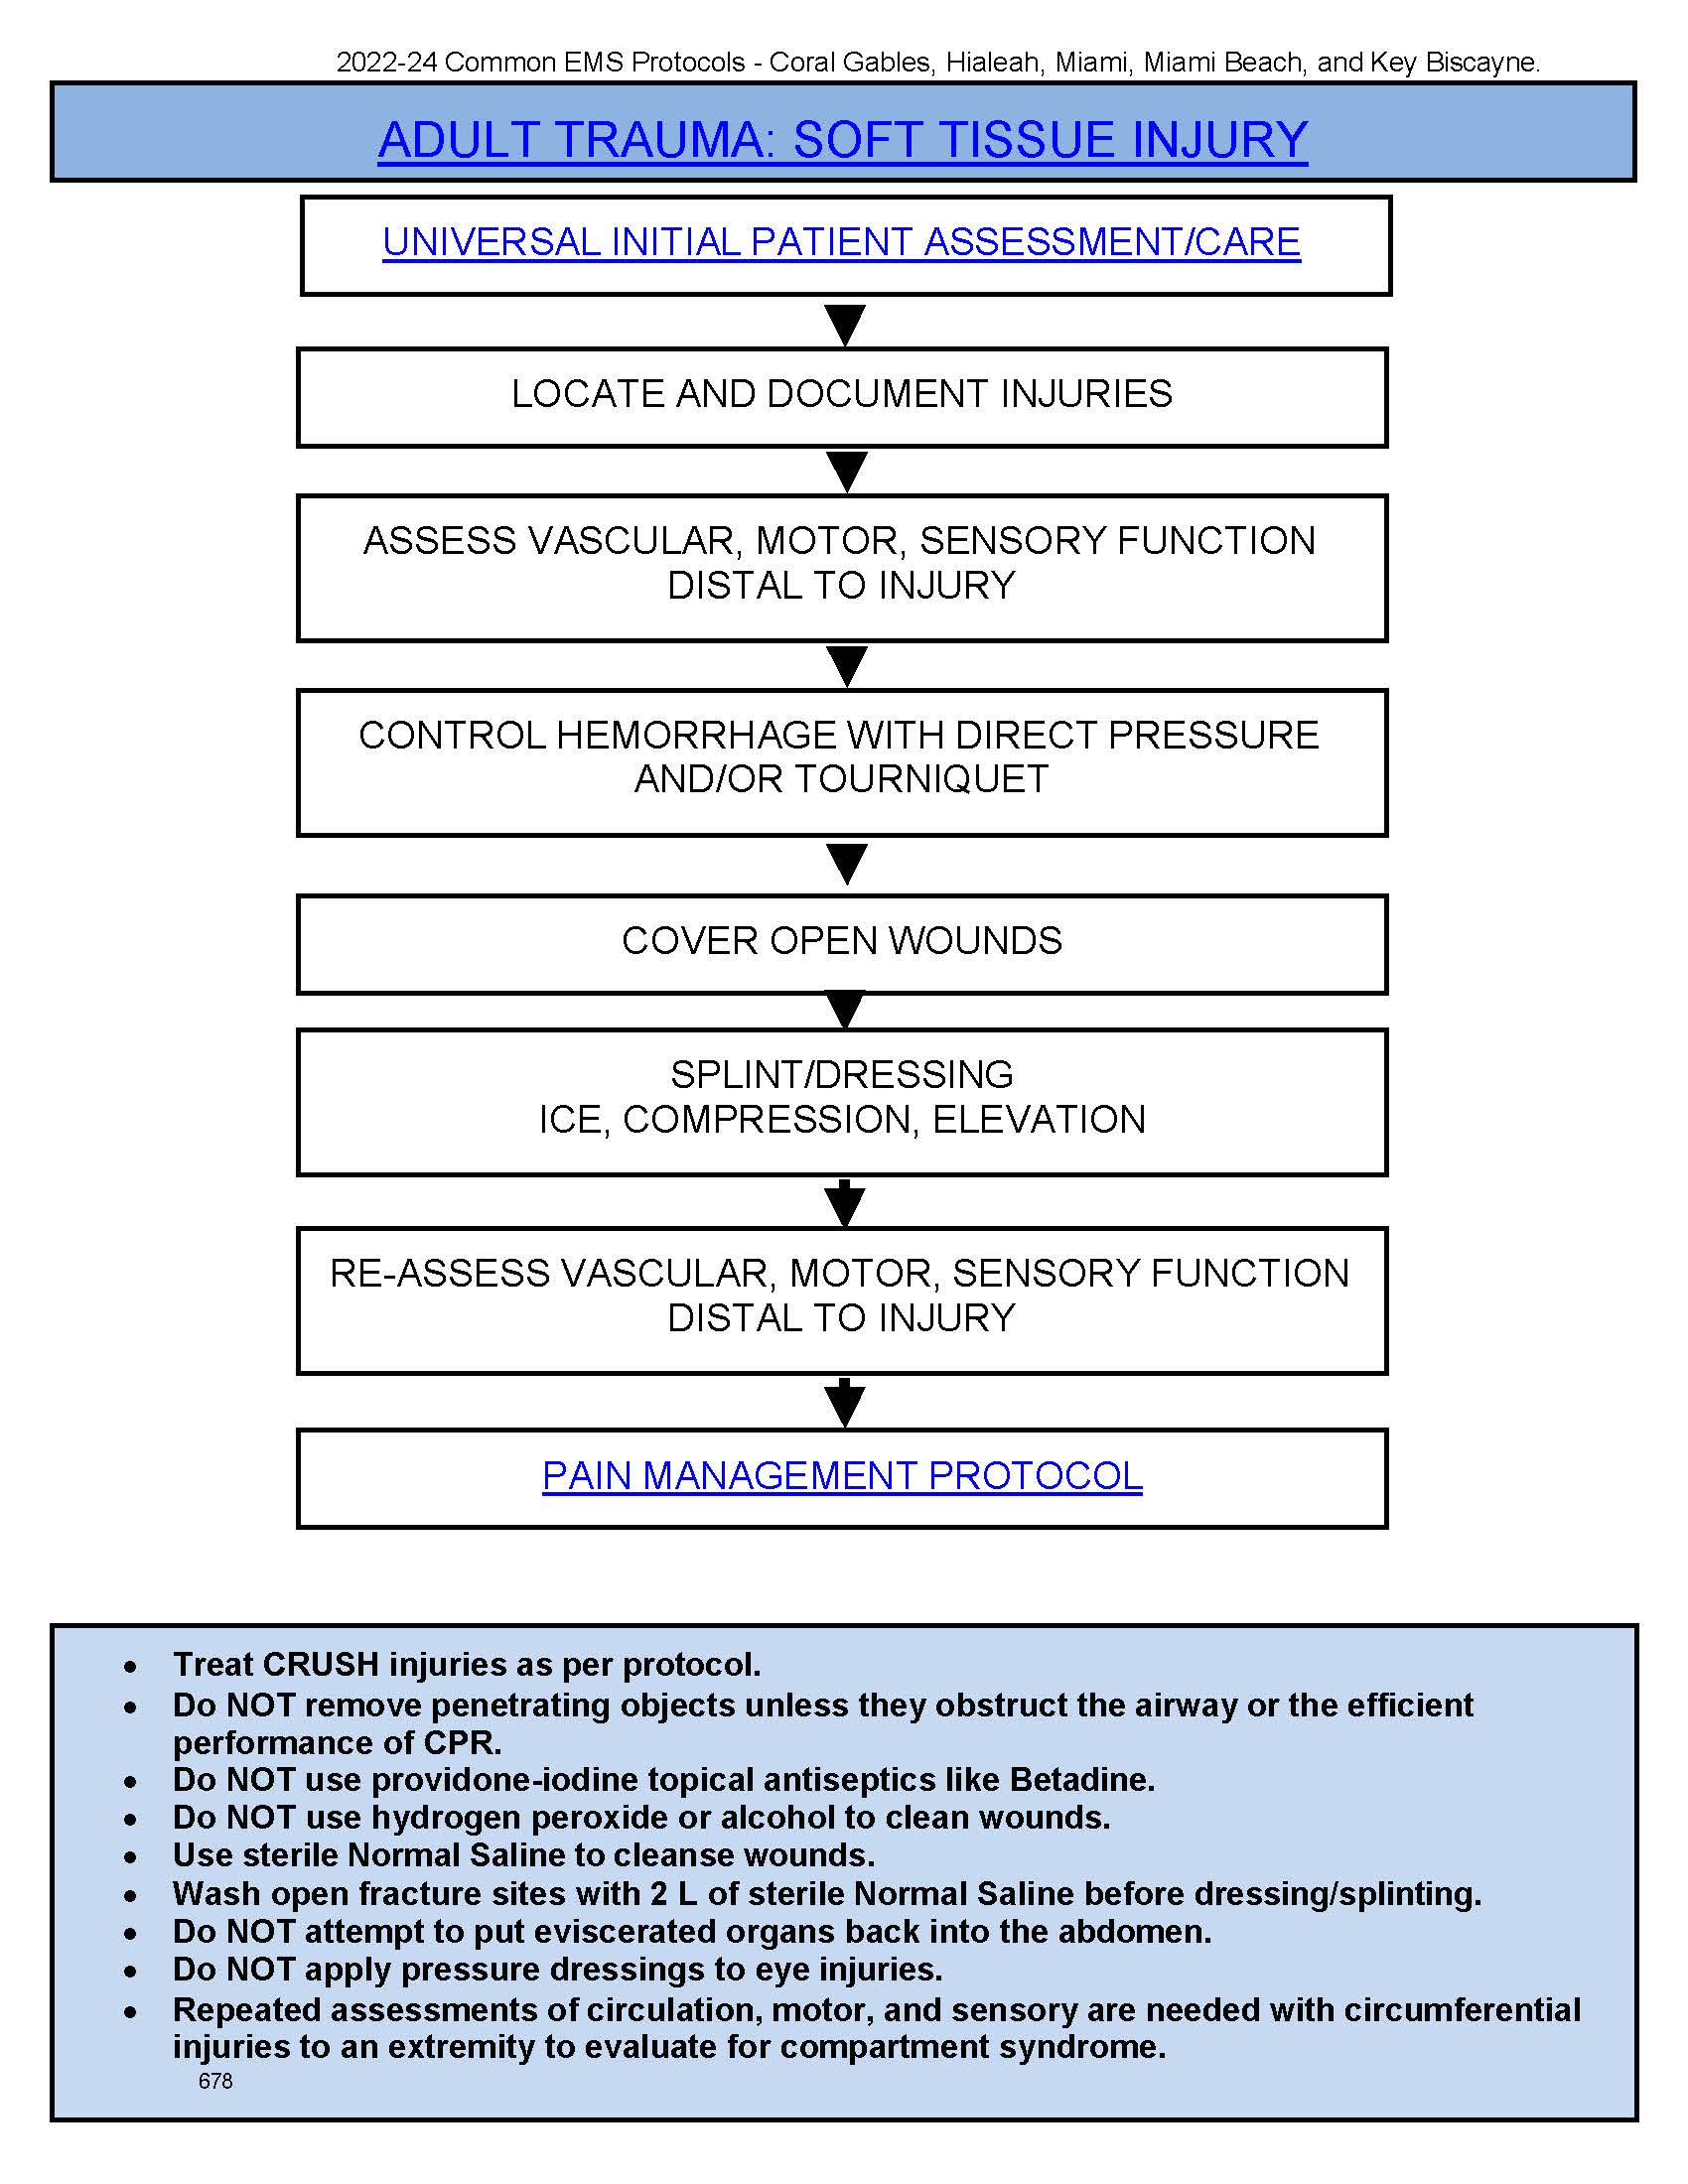 2022-24 Common EMS Protocols - Coral Gables, Hialeah, Miami, Miami Beach, and Key Biscayne.
ADULT TRAUMA: SOFT TISSUE INJURY
UNIVERSAL INITIAL PATIENT ASSESSMENT/CARE
LOCATE AND DOCUMENT INJURIES
ASSESS VASCULAR, MOTOR, SENSORY FUNCTION
DISTAL TO INJURY
CONTROL HEMORRHAGE WITH DIRECT PRESSURE
AND/OR TOURNIQUET
COVER OPEN WOUNDS
SPLINT/DRESSING
ICE, COMPRESSION, ELEVATION
RE-ASSESS VASCULAR, MOTOR, SENSORY FUNCTION
DISTAL TO INJURY
PAIN MANAGEMENT PROTOCOL
• Treat CRUSH injuries as per protocol.
• Do NOT remove penetrating objects unless they obstruct the airway or the efficient
performance of CPR.
• Do NOT use providone-iodine topical antiseptics like Betadine.
• Do NOT use hydrogen peroxide or alcohol to clean wounds.
• Use sterile Normal Saline to cleanse wounds.
• Wash open fracture sites with 2 L of sterile Normal Saline before dressing/splinting.
• Do NOT attempt to put eviscerated organs back into the abdomen.
• Do NOT apply pressure dressings to eye injuries.
• Repeated assessments of circulation, motor, and sensory are needed with circumferential
injuries to an extremity to evaluate for compartment syndrome.
678